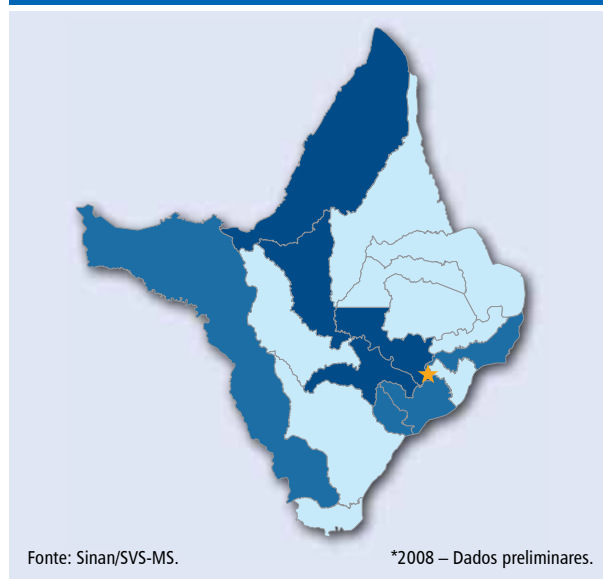 Fonte: Sinan/SVS-MS. *2008 – Dados preliminares.